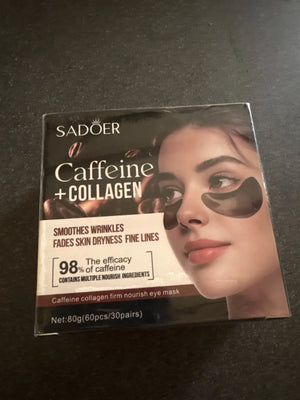 SADOER
Caffeine
+COLLAGEN
SMOOTHES WRINKLES
FADES SKIN DRYNESS FINE LINES
98% The efficacy
of caffeine
CONTAINS MULTIPLE NOURISH INGREDIENTS
Caffeine collagen firm nourish eye mask
Net:80g(60pcs/30pairs)